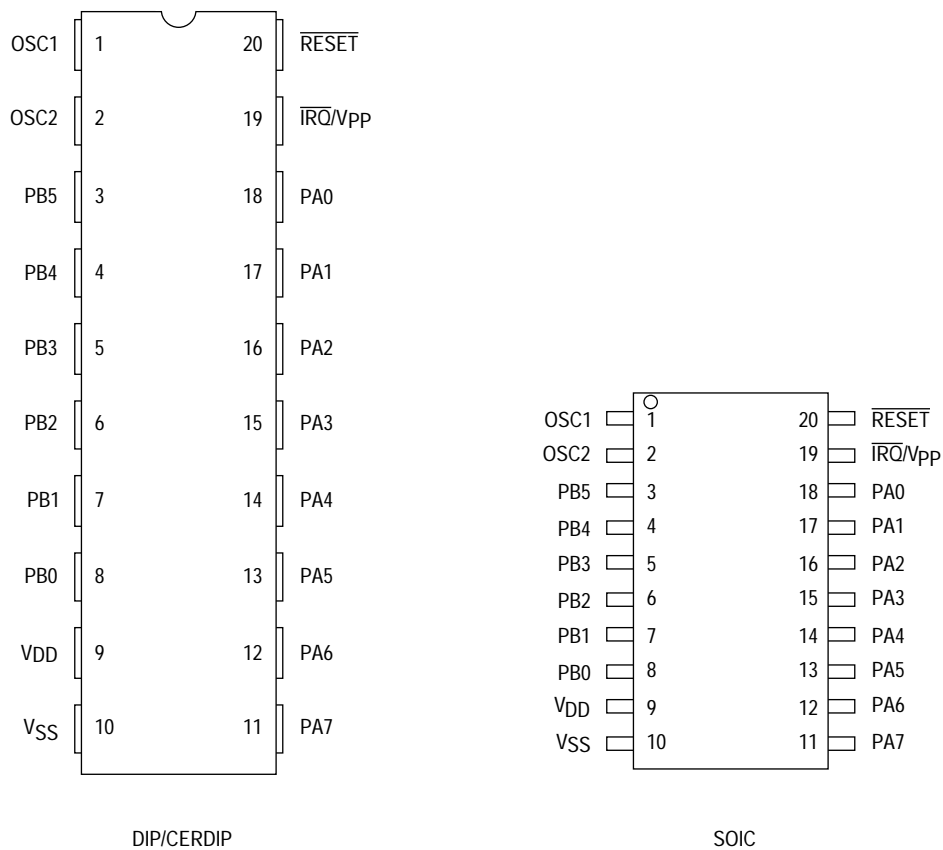 OSC1 1 20 RESET
OSC2 2 19 IRQ/VPP
PB5 3 18 PA0
PB4 4 17 PA1
PB3 5 16 PA2
PB2 6 15 PA3
PB1 7 14 PA4
PB0 8 13 PA5
VDD 9 12 PA6
VSS 10 11 PA7
DIP/CERDIP
OSC1 1 20 RESET
OSC2 2 19 IRQ/VPP
PB5 3 18 PA0
PB4 4 17 PA1
PB3 5 16 PA2
PB2 6 15 PA3
PB1 7 14 PA4
PB0 8 13 PA5
VDD 9 12 PA6
VSS 10 11 PA7
SOIC